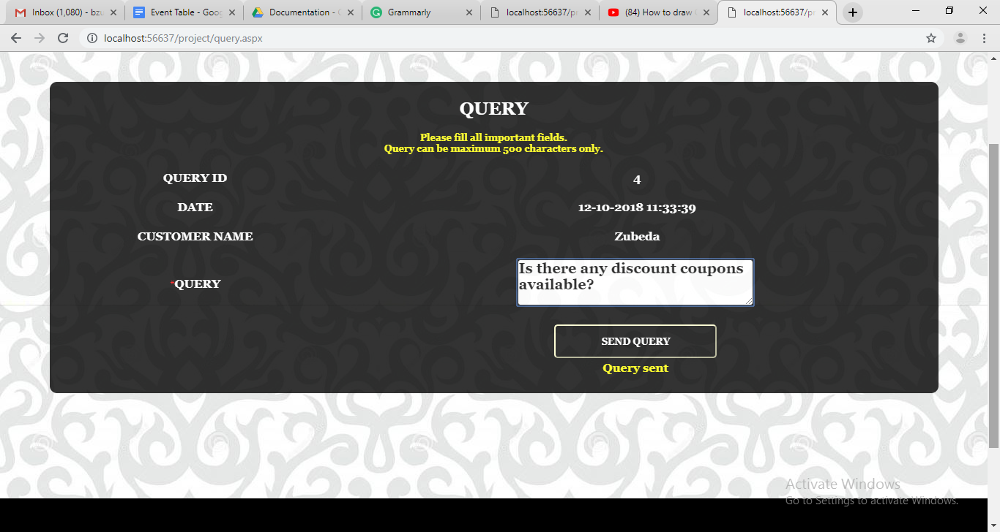 Inbox (1,080) - bzu
Event Table - Goog
Documentation - G
Grammarly
localhost:56637/pr
(84) How to draw
localhost:56637/pr
localhost:56637/project/query.aspx
QUERY
Please fill all important fields.
Query can be maximum 500 characters only.
QUERY ID 4
DATE 12-10-2018 11:33:39
CUSTOMER NAME Zubeda
*QUERY
Is there any discount coupons
available?
SEND QUERY
Query sent
Activate Windows
Go to Settings to activate Windows.